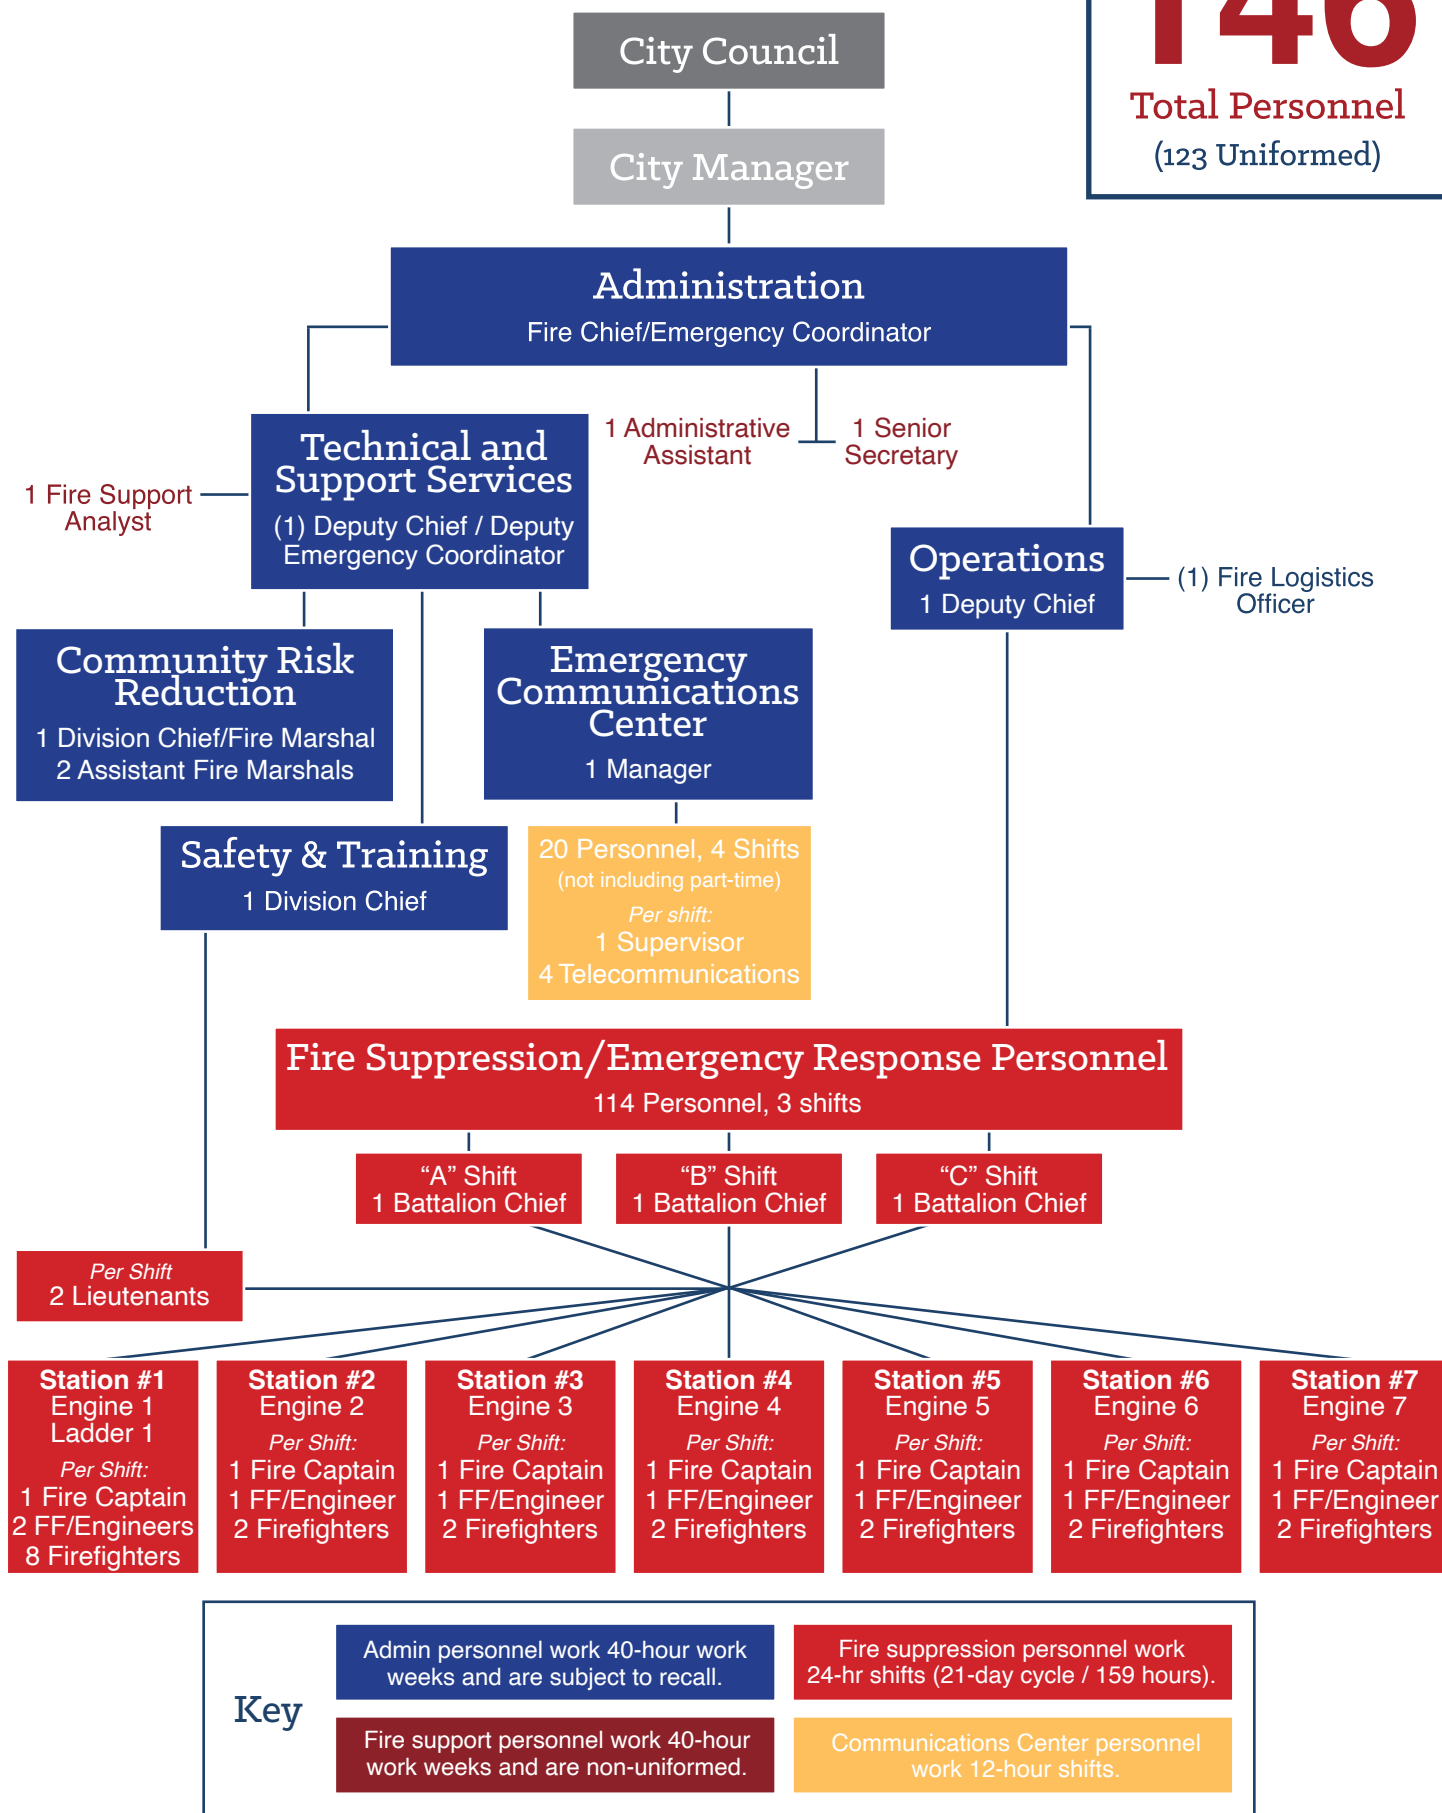 146
Total Personnel
(123 Uniformed)
City Council
City Manager
Administration
Fire Chief/Emergency Coordinator
1 Administrative
Assistant
1 Senior
Secretary
Technical and
Support Services
(1) Deputy Chief / Deputy
Emergency Coordinator
1 Fire Support
Analyst
Operations
1 Deputy Chief
(1) Fire Logistics
Officer
Community Risk
Reduction
1 Division Chief/Fire Marshal
2 Assistant Fire Marshals
Emergency
Communications
Center
1 Manager
Safety & Training
1 Division Chief
20 Personnel, 4 Shifts
(not including part-time)
Per shift:
1 Supervisor
4 Telecommunications
Fire Suppression/Emergency Response Personnel
114 Personnel, 3 shifts
“A” Shift
1 Battalion Chief
“B” Shift
1 Battalion Chief
“C” Shift
1 Battalion Chief
Per Shift
2 Lieutenants
Station #1
Engine 1
Ladder 1
Per Shift:
1 Fire Captain
2 FF/Engineers
8 Firefighters
Station #2
Engine 2
Per Shift:
1 Fire Captain
1 FF/Engineer
2 Firefighters
Station #3
Engine 3
Per Shift:
1 Fire Captain
1 FF/Engineer
2 Firefighters
Station #4
Engine 4
Per Shift:
1 Fire Captain
1 FF/Engineer
2 Firefighters
Station #5
Engine 5
Per Shift:
1 Fire Captain
1 FF/Engineer
2 Firefighters
Station #6
Engine 6
Per Shift:
1 Fire Captain
1 FF/Engineer
2 Firefighters
Station #7
Engine 7
Per Shift:
1 Fire Captain
1 FF/Engineer
2 Firefighters
Key
Admin personnel work 40-hour work
weeks and are subject to recall.
Fire suppression personnel work
24-hr shifts (21-day cycle / 159 hours).
Fire support personnel work 40-hour
work weeks and are non-uniformed.
Communications Center personnel
work 12-hour shifts.